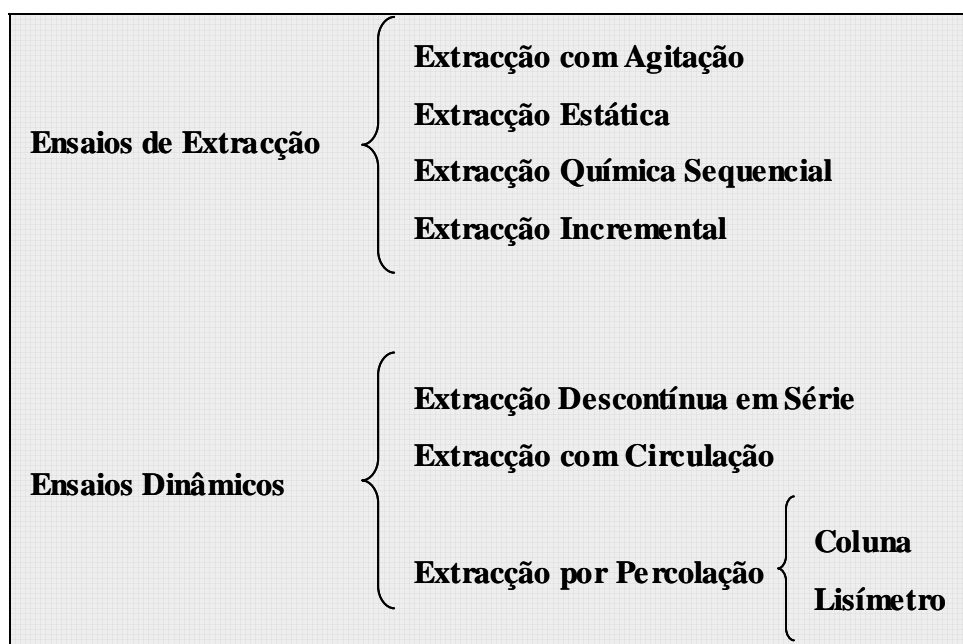 Extracção com Agitação
Extracção Estática
Ensaios de Extracção
Extracção Química Sequencial
Extracção Incremental
Extracção Descontínua em Série
Extracção com Circulação
Ensaios Dinâmicos
Coluna
Extracção por Percolação
Lisímetro